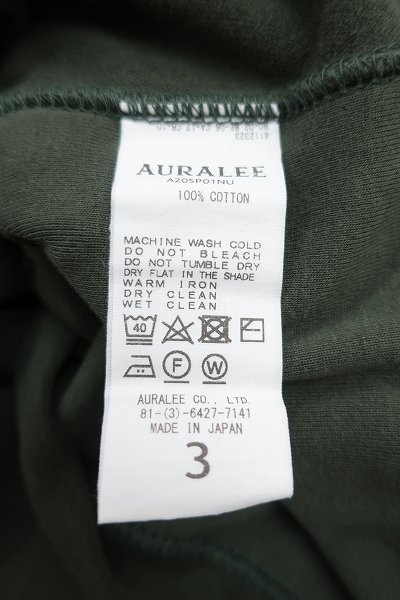 AURALEE
A20SP01NU
100% COTTON
MACHINE WASH COLD
DO NOT BLEACH
DO NOT TUMBLE DRY
DRY FLAT IN THE SHADE
WARM IRON
DRY CLEAN
WET CLEAN
40
F W
AURALEE CO., LTD.
81-(3)-6427-7141
MADE IN JAPAN
3